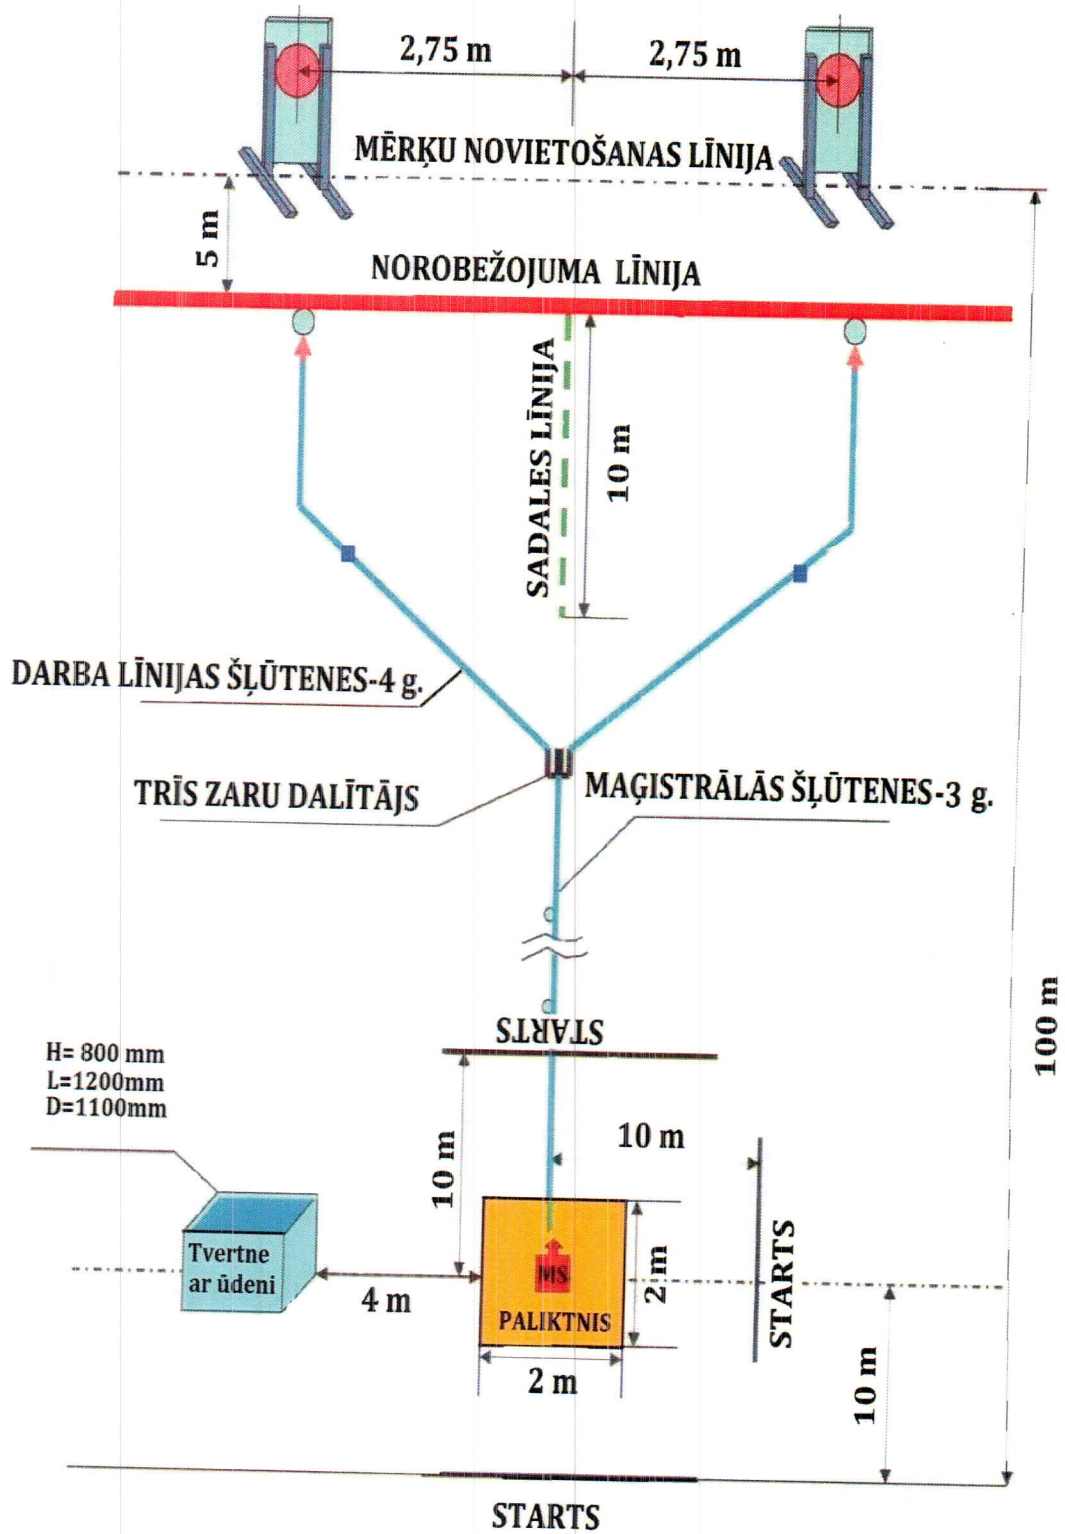 2,75 m
2,75 m
MĒRĶU NOVIETOŠANAS LĪNIJA
5 m
NOROBEŽOJUMA LĪNIJA
SADALES LĪNIJA
10 m
DARBA LĪNIJAS ŠĻŪTENES-4 g.
TRĪS ZARU DALĪTĀJS
MAĢISTRĀLĀS ŠĻŪTENES-3 g.
100 m
STARTS
H= 800 mm
L=1200mm
D=1100mm
10 m
10 m
Tvertne
ar ūdeni
4 m
MS
PALIKTNIS
2 m
STARTS
2 m
10 m
STARTS